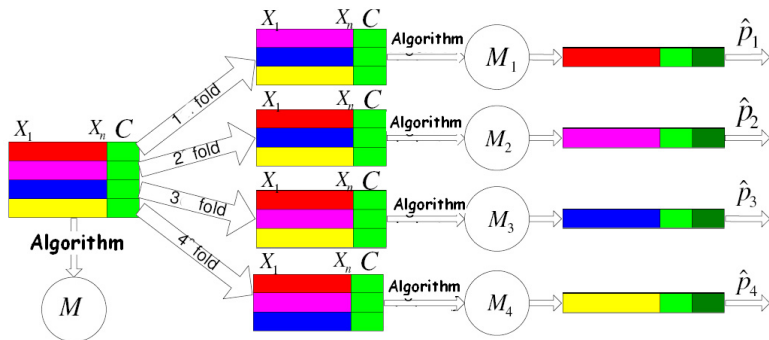 X₁ Xₙ C
Algorithm
M
1 . fold
2 fold
3 fold
4 fold
X₁ Xₙ C
Algorithm
M₁
p̂₁
X₁ Xₙ C
Algorithm
M₂
p̂₂
X₁ Xₙ C
Algorithm
M₃
p̂₃
X₁ Xₙ C
Algorithm
M₄
p̂₄